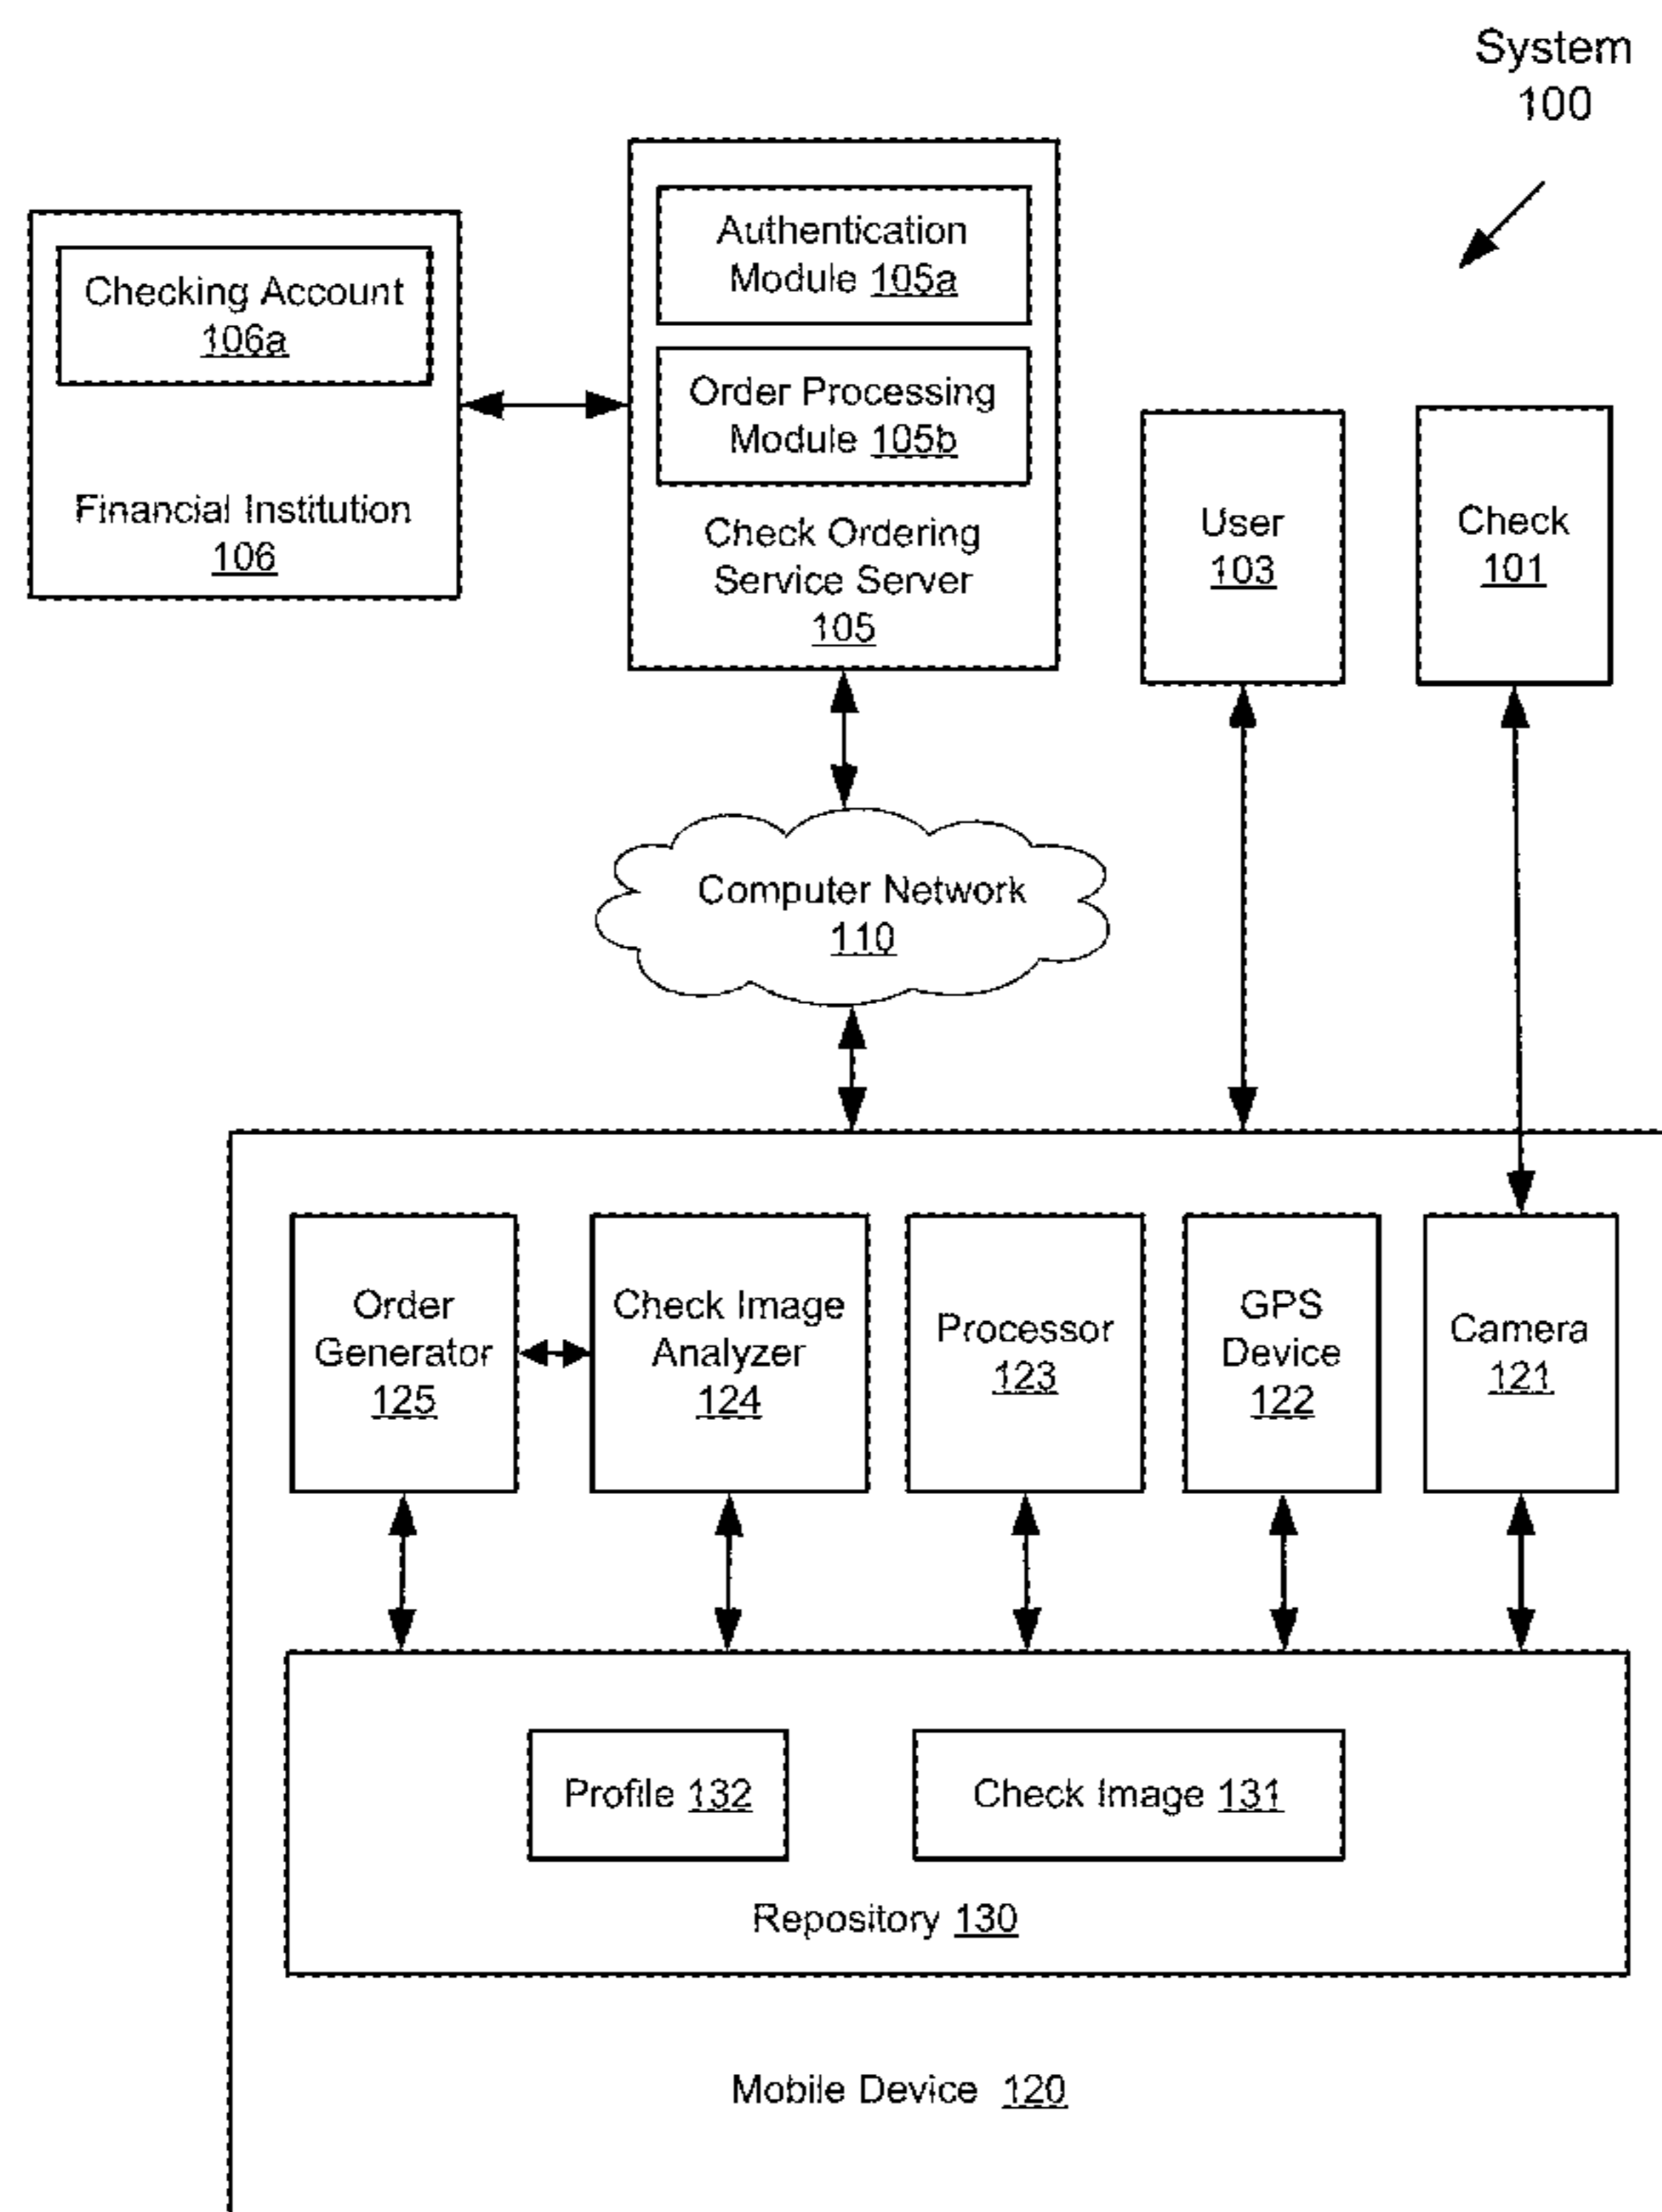 System
100
Authentication
Module 105a
Checking Account
106a
Order Processing
Module 105b
Financial Institution
106
Check Ordering
Service Server
105
User
103
Check
101
Computer Network
110
Order
Generator
125
Check Image
Analyzer
124
Processor
123
GPS
Device
122
Camera
121
Profile 132
Check Image 131
Repository 130
Mobile Device 120